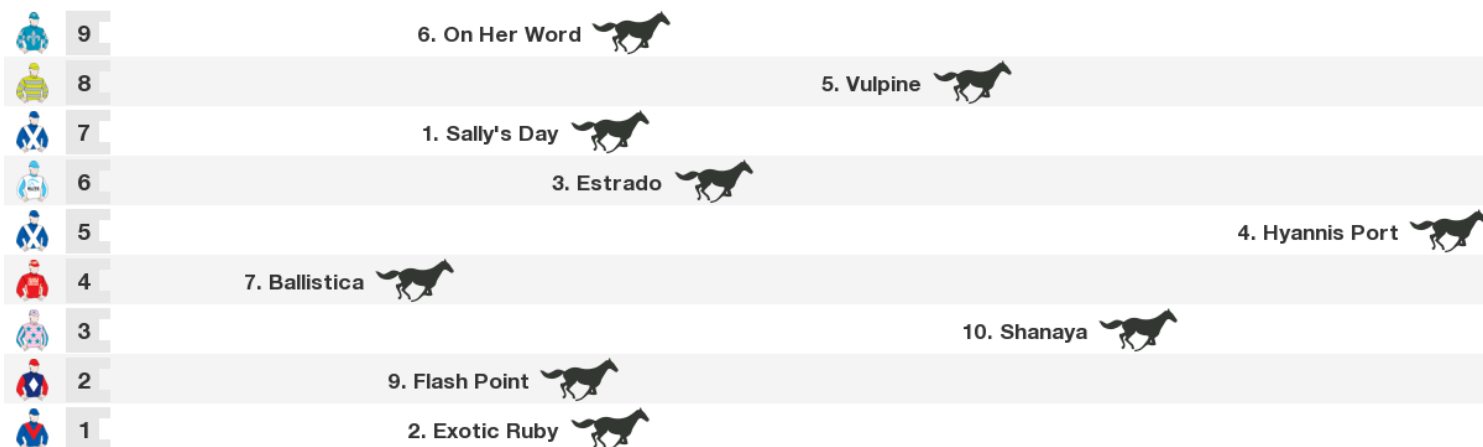 9 6. On Her Word
8 5. Vulpine
7 1. Sally's Day
6 3. Estrado
5 4. Hyannis Port
4 7. Ballistica
3 10. Shanaya
2 9. Flash Point
1 2. Exotic Ruby